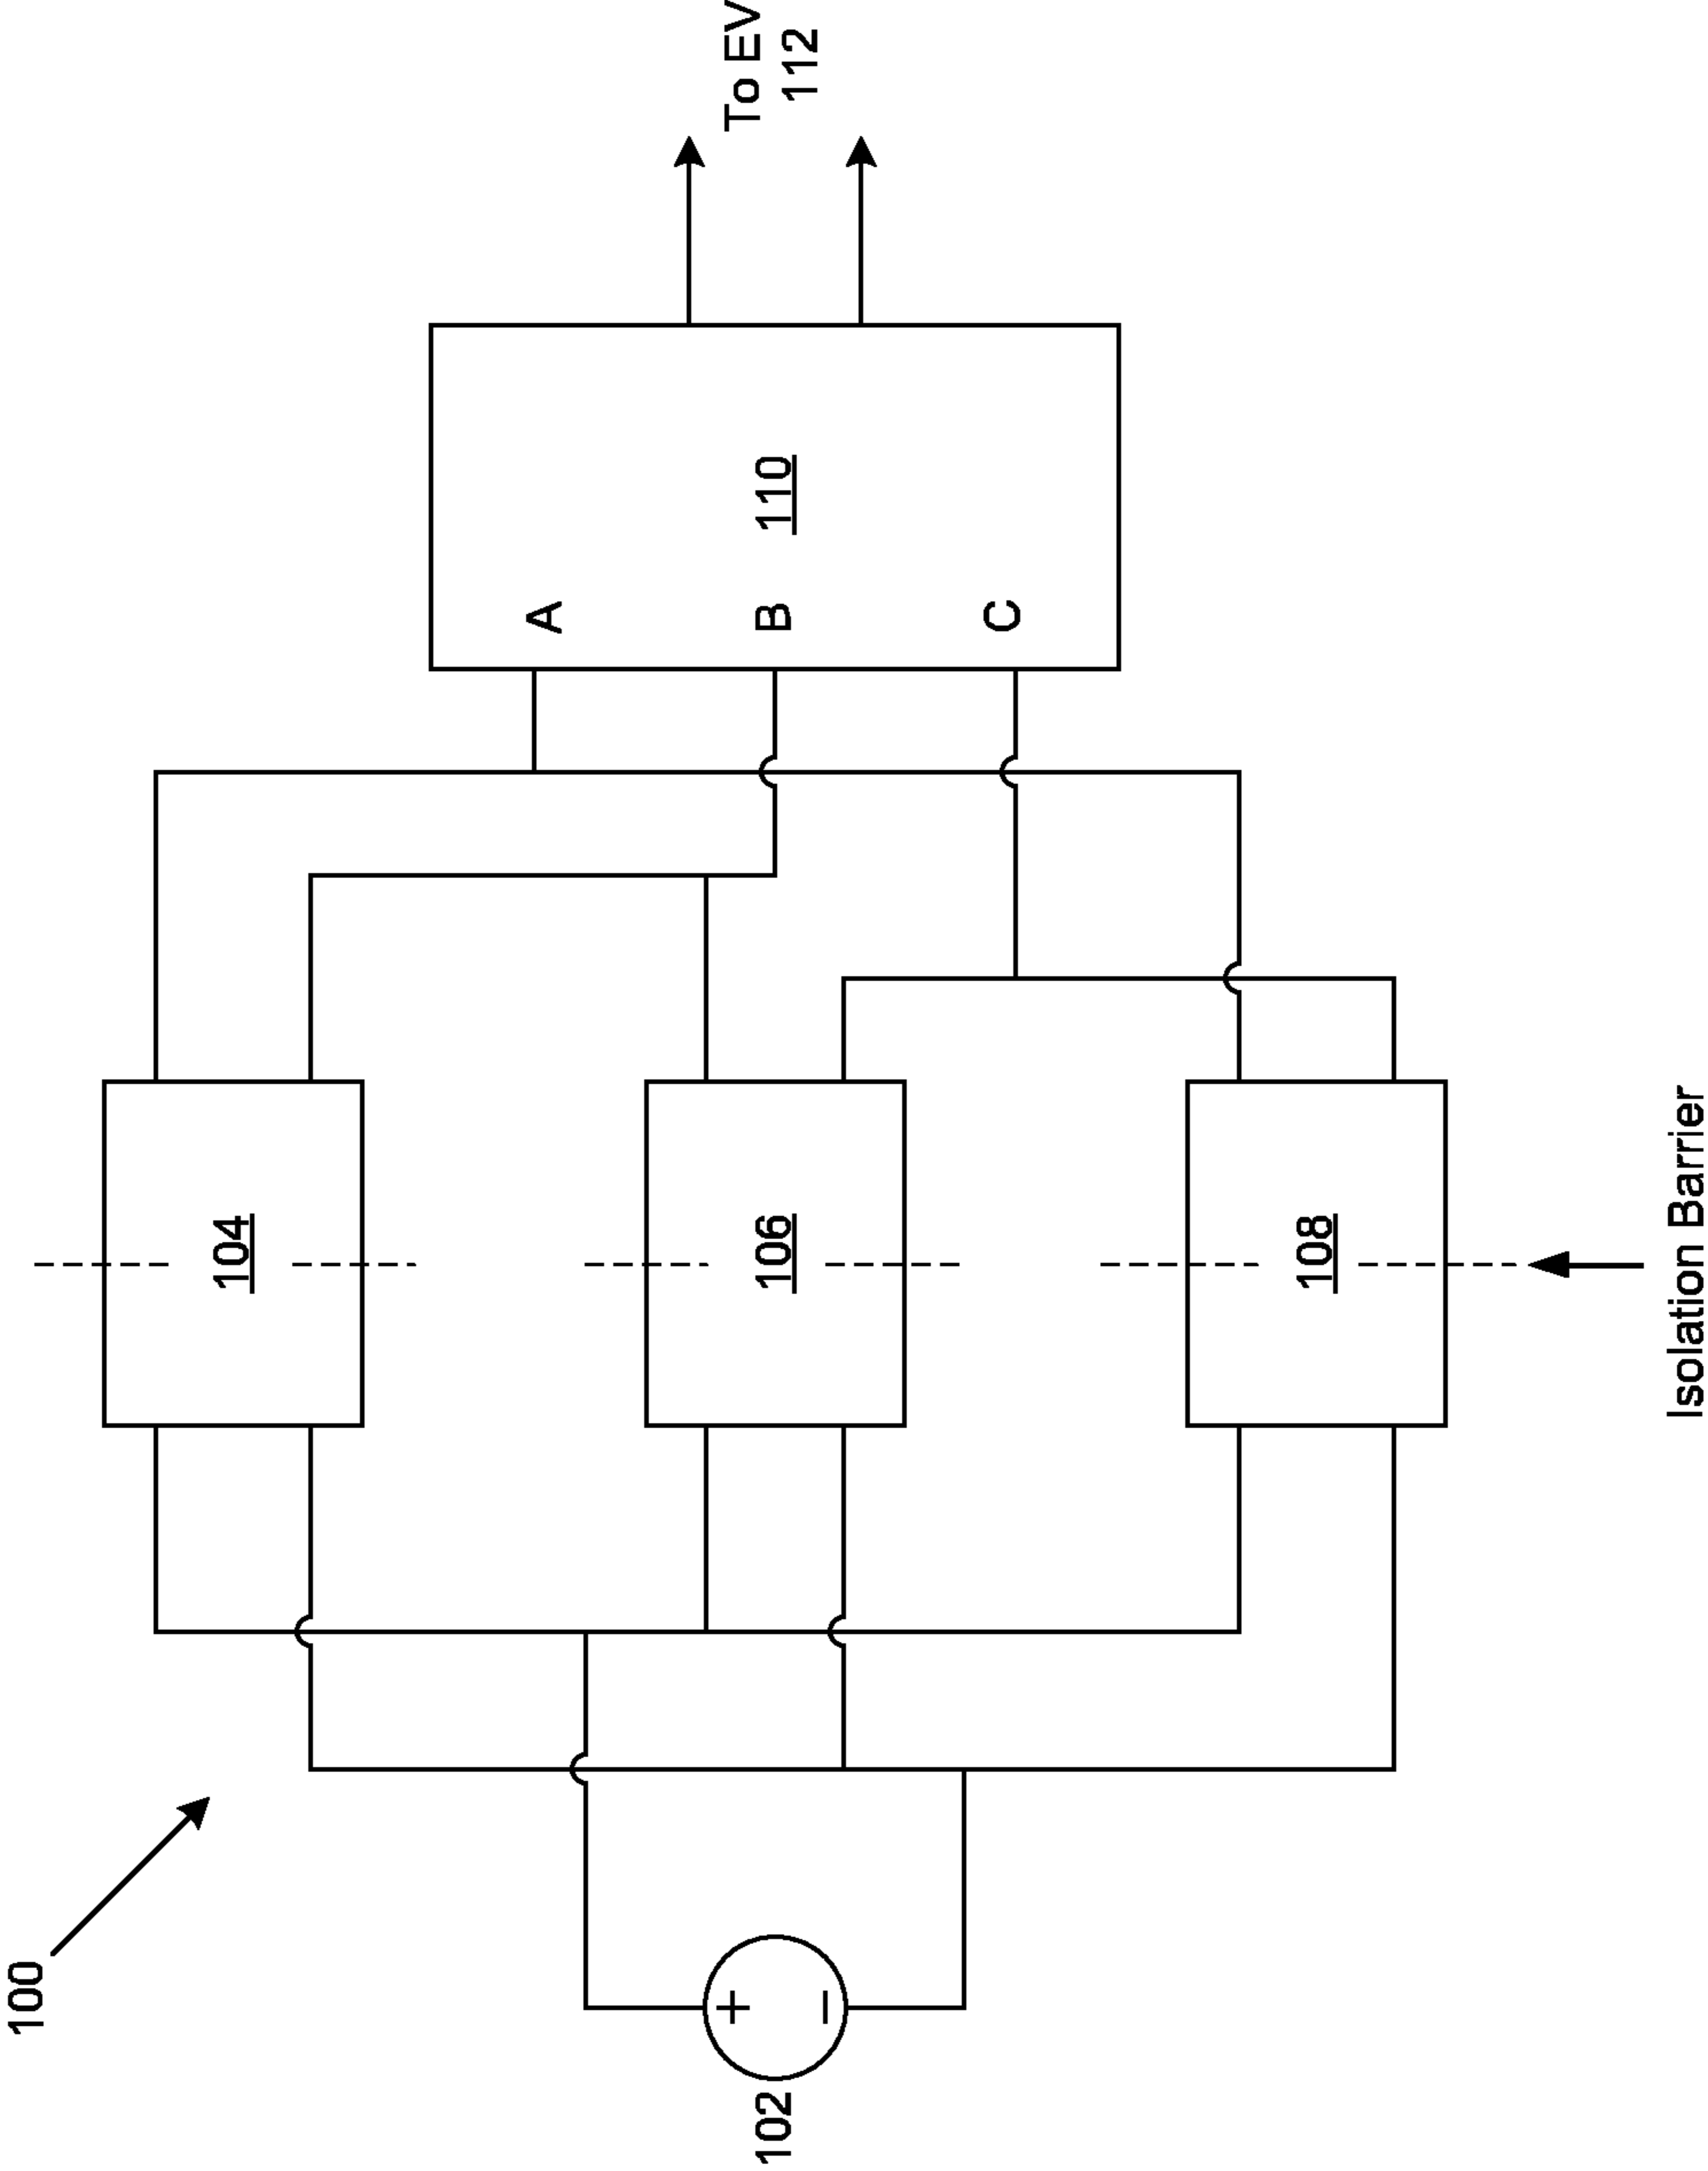 100
102
+
−
104
106
108
A
B
C
110
To EV
112
Isolation Barrier